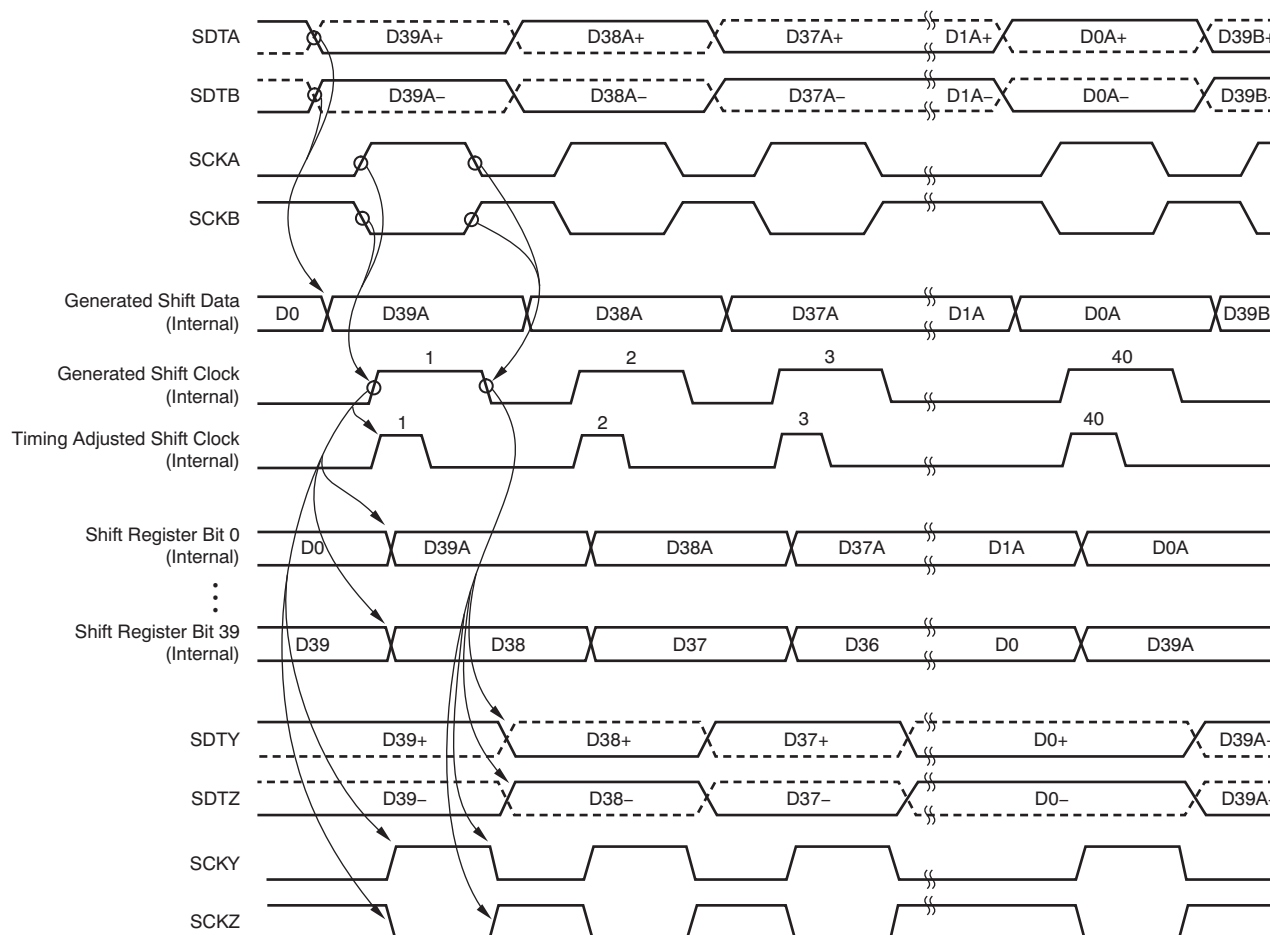 SDTA D39A+ D38A+ D37A+ D1A+ D0A+ D39B+
SDTB D39A– D38A– D37A– D1A– D0A– D39B-
SCKA
SCKB
Generated Shift Data
(Internal)
D0 D39A D38A D37A D1A D0A D39B
Generated Shift Clock
(Internal)
1 2 3 40
Timing Adjusted Shift Clock
(Internal)
1 2 3 40
Shift Register Bit 0
(Internal)
D0 D39A D38A D37A D1A D0A
Shift Register Bit 39
(Internal)
D39 D38 D37 D36 D0 D39A
SDTY D39+ D38+ D37+ D0+ D39A-
SDTZ D39– D38– D37– D0– D39A-
SCKY
SCKZ